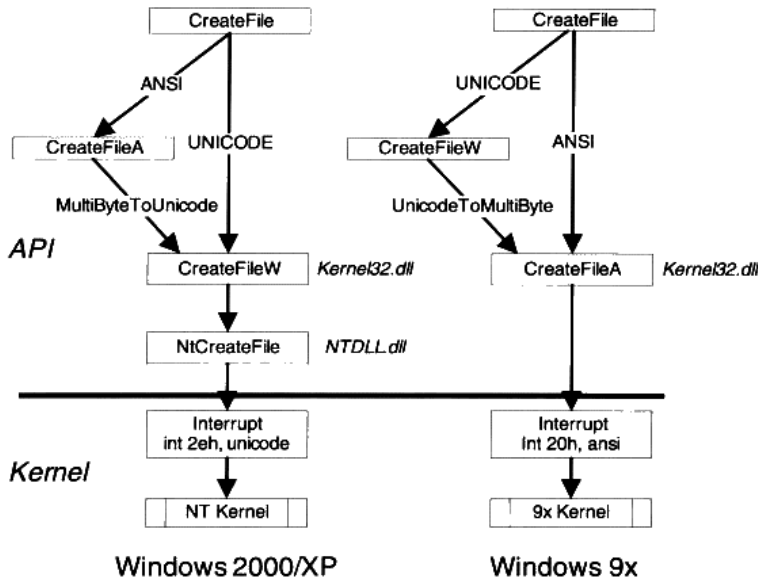 CreateFile
CreateFile
ANSI
UNICODE
CreateFileA
UNICODE
CreateFileW
ANSI
MultiByteToUnicode
UnicodeToMultiByte
API
CreateFileW
Kernel32.dll
CreateFileA
Kernel32.dll
NtCreateFile
NTDLL.dll
Interrupt
int 2eh, unicode
Interrupt
Int 20h, ansi
Kernel
NT Kernel
9x Kernel
Windows 2000/XP
Windows 9x